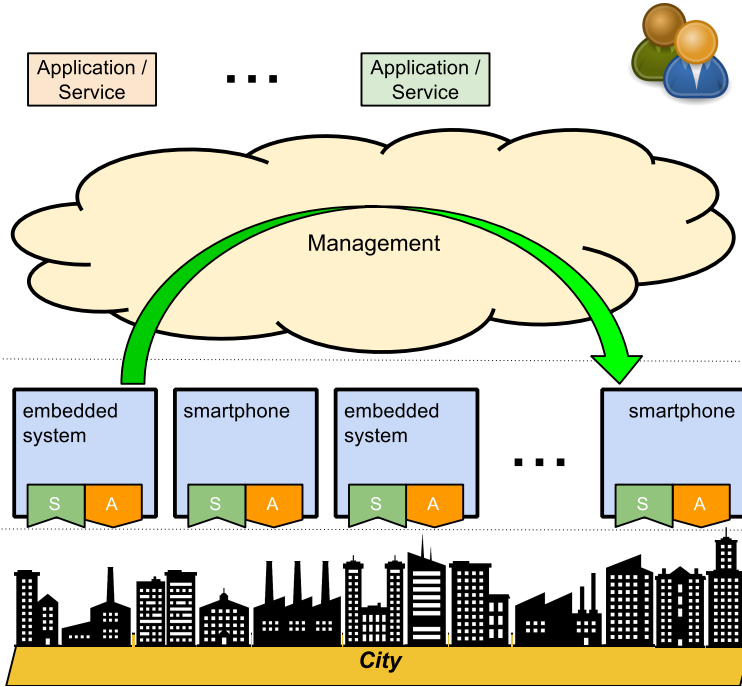 Application /
Service
...
Application /
Service
Management
embedded
system
smartphone
embedded
system
...
smartphone
S
A
S
A
S
A
S
A
City